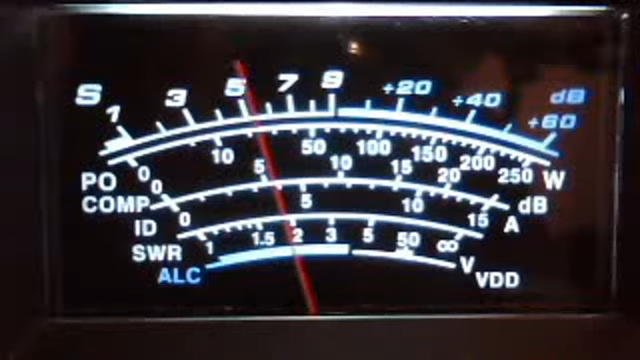 S 1 3 5 7 9 +20 +40 +60 dB
PO 0 10 50 100 150 200 250 W
COMP 0 5 10 15 20 dB
ID 0 5 10 15 A
SWR 1 1.5 2 3 5 50 ∞
ALC V VDD